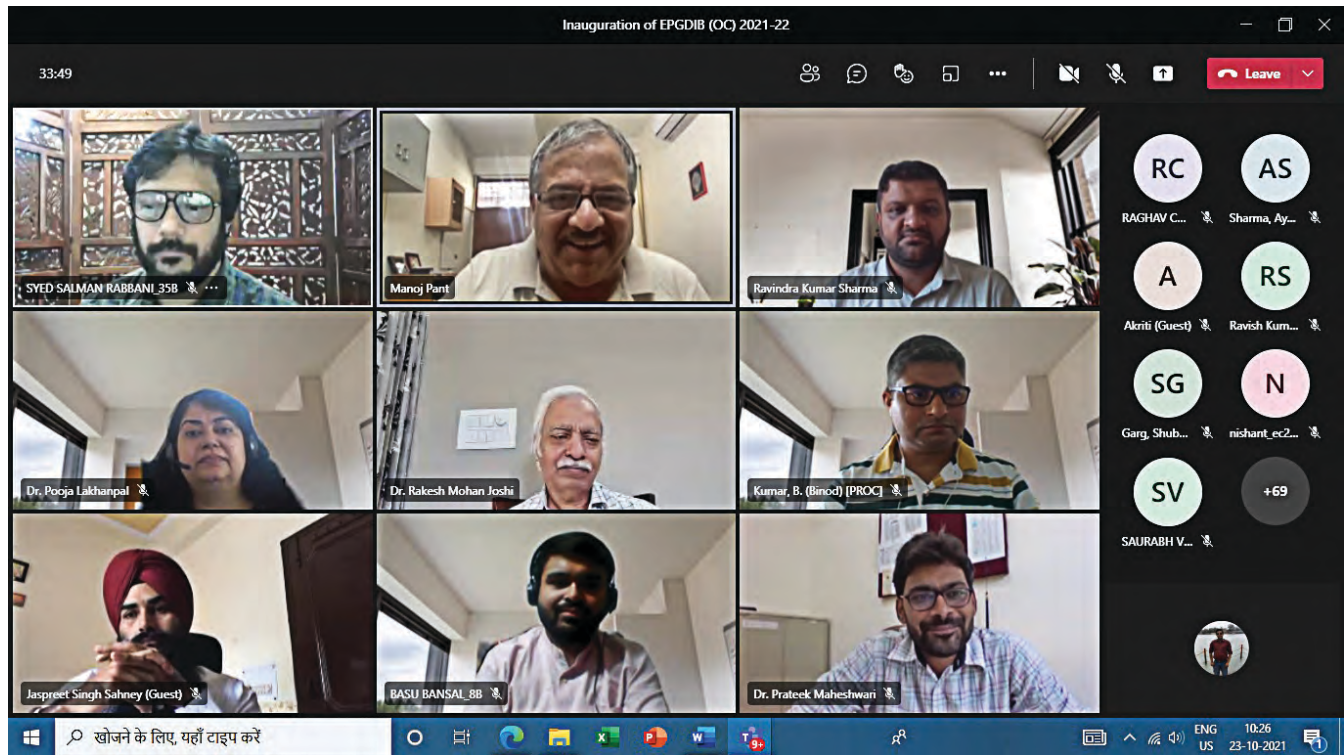 Inauguration of EPGDIB (OC) 2021-22
33:49
Leave
SYED SALMAN RABBANI_35B ...
Manoj Pant
Ravindra Kumar Sharma
RC
AS
RAGHAV C...
Sharma, Ay...
A
RS
Akriti (Guest)
Ravish Kum...
Dr. Pooja Lakhanpal
Dr. Rakesh Mohan Joshi
Kumar, B. (Binod) [PROC]
SG
N
Garg, Shub...
nishant_ec2...
SV
+69
SAURABH V...
Jaspreet Singh Sahney (Guest)
BASU BANSAL_8B
Dr. Prateek Maheshwari
खोजने के लिए, यहाँ टाइप करें
9+
ENG
US
10:26
23-10-2021
1